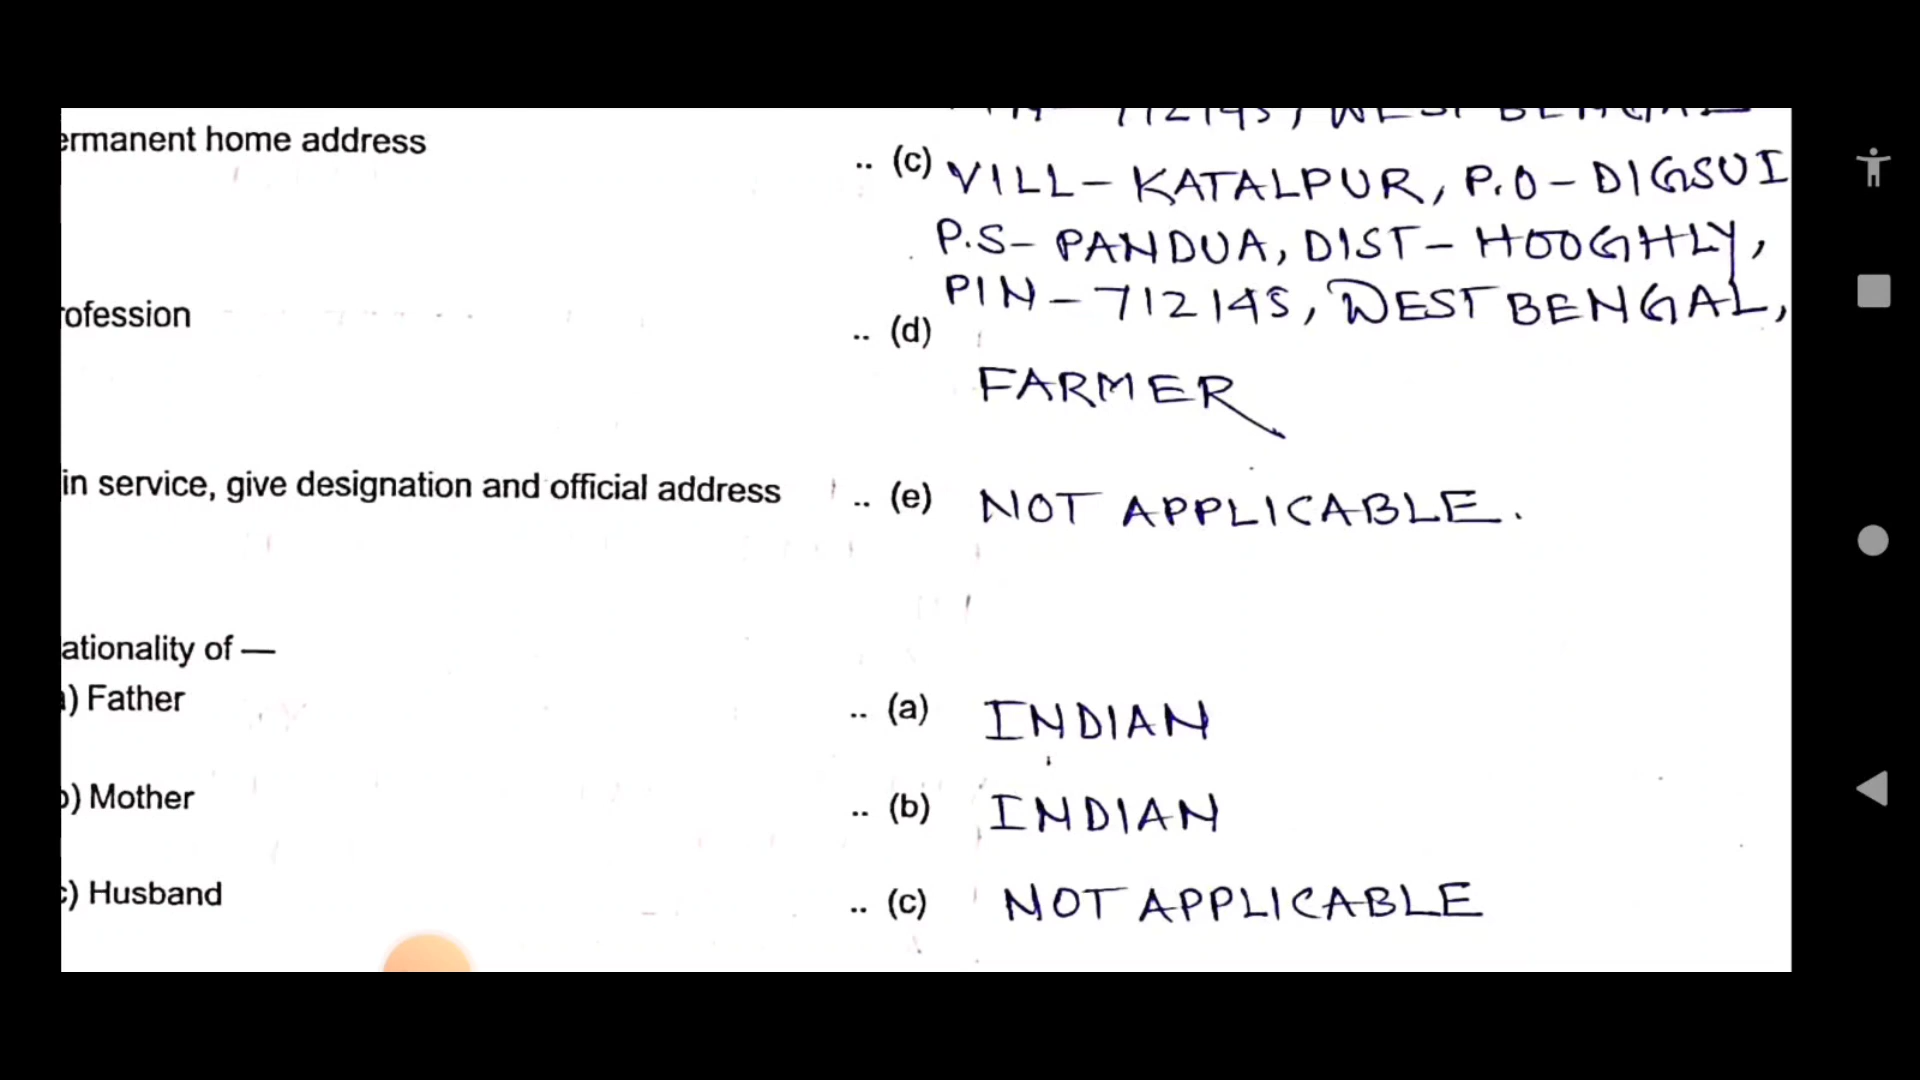 ermanent home address
.. (c) VILL- KATALPUR, P.O- DIGSUI
P.S- PANDUA, DIST- HOOGHLY,
PIN- 712145, WEST BENGAL,
rofession .. (d)
FARMER
in service, give designation and official address .. (e) NOT APPLICABLE.
ationality of —
) Father .. (a) INDIAN
) Mother .. (b) INDIAN
) Husband .. (c) NOT APPLICABLE